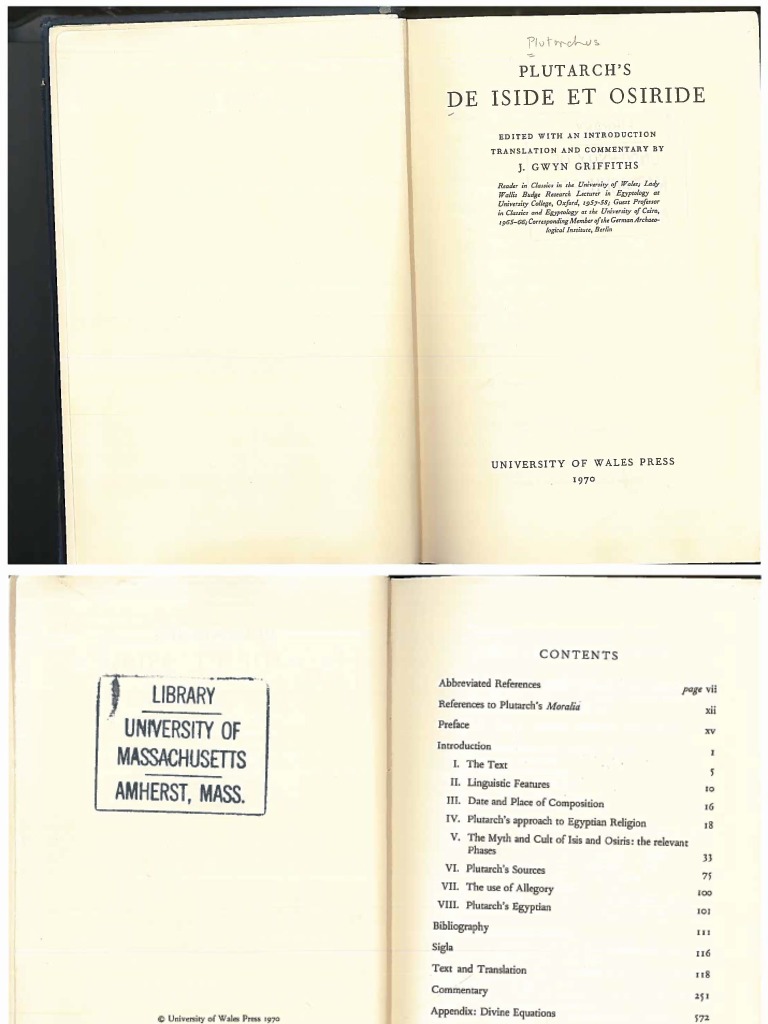 Plutarchus
PLUTARCH'S
DE ISIDE ET OSIRIDE
EDITED WITH AN INTRODUCTION
TRANSLATION AND COMMENTARY BY
J. GWYN GRIFFITHS
Reader in Classics in the University of Wales; Lady
Wallis Budge Research Lecturer in Egyptology at
University College, Oxford, 1957-58; Guest Professor
in Classics and Egyptology at the University of Cairo,
1965-66; Corresponding Member of the German Archaeo-
logical Institute, Berlin
UNIVERSITY OF WALES PRESS
1970
LIBRARY
UNIVERSITY OF
MASSACHUSETTS
AMHERST, MASS.
© University of Wales Press 1970
CONTENTS
Abbreviated References page vii
References to Plutarch's Moralia xii
Preface xv
Introduction 1
I. The Text 5
II. Linguistic Features 10
III. Date and Place of Composition 16
IV. Plutarch's approach to Egyptian Religion 18
V. The Myth and Cult of Isis and Osiris: the relevant
Phases 33
VI. Plutarch's Sources 75
VII. The use of Allegory 100
VIII. Plutarch's Egyptian 101
Bibliography 111
Sigla 116
Text and Translation 118
Commentary 251
Appendix: Divine Equations 572